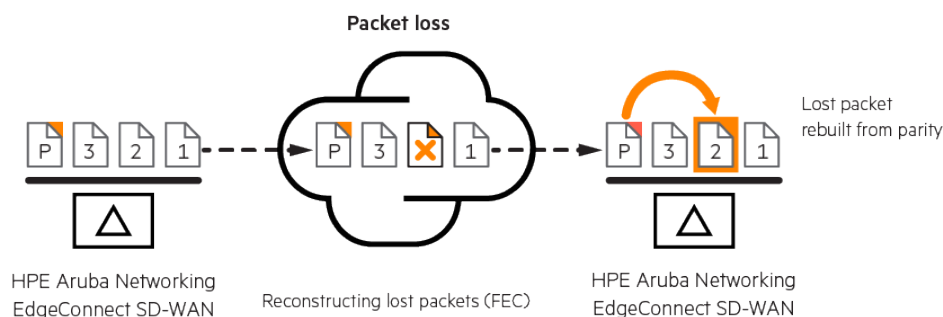 Packet loss
P 3 2 1
P 3 1
P 3 2 1
Lost packet
rebuilt from parity
HPE Aruba Networking
EdgeConnect SD-WAN
Reconstructing lost packets (FEC)
HPE Aruba Networking
EdgeConnect SD-WAN